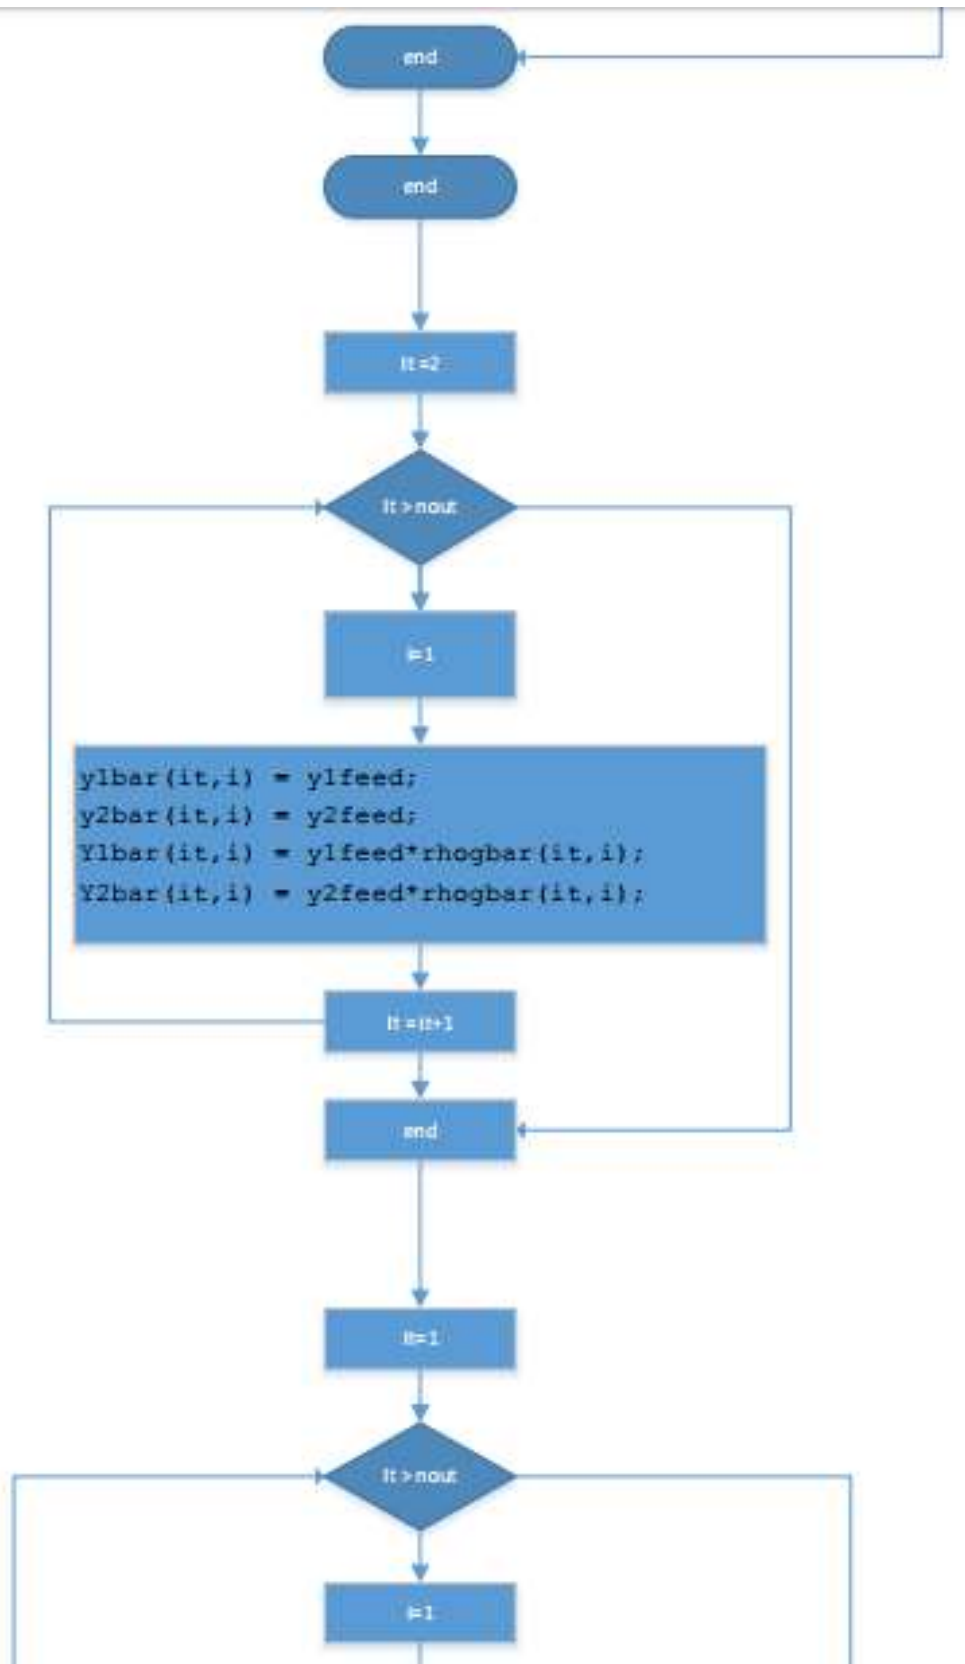 end
end
It =2
It > nout
i=1
y1bar(it,i) = y1feed;
y2bar(it,i) = y2feed;
Y1bar(it,i) = y1feed*rhogbar(it,i);
Y2bar(it,i) = y2feed*rhogbar(it,i);
It =it+1
end
it=1
It > nout
i=1